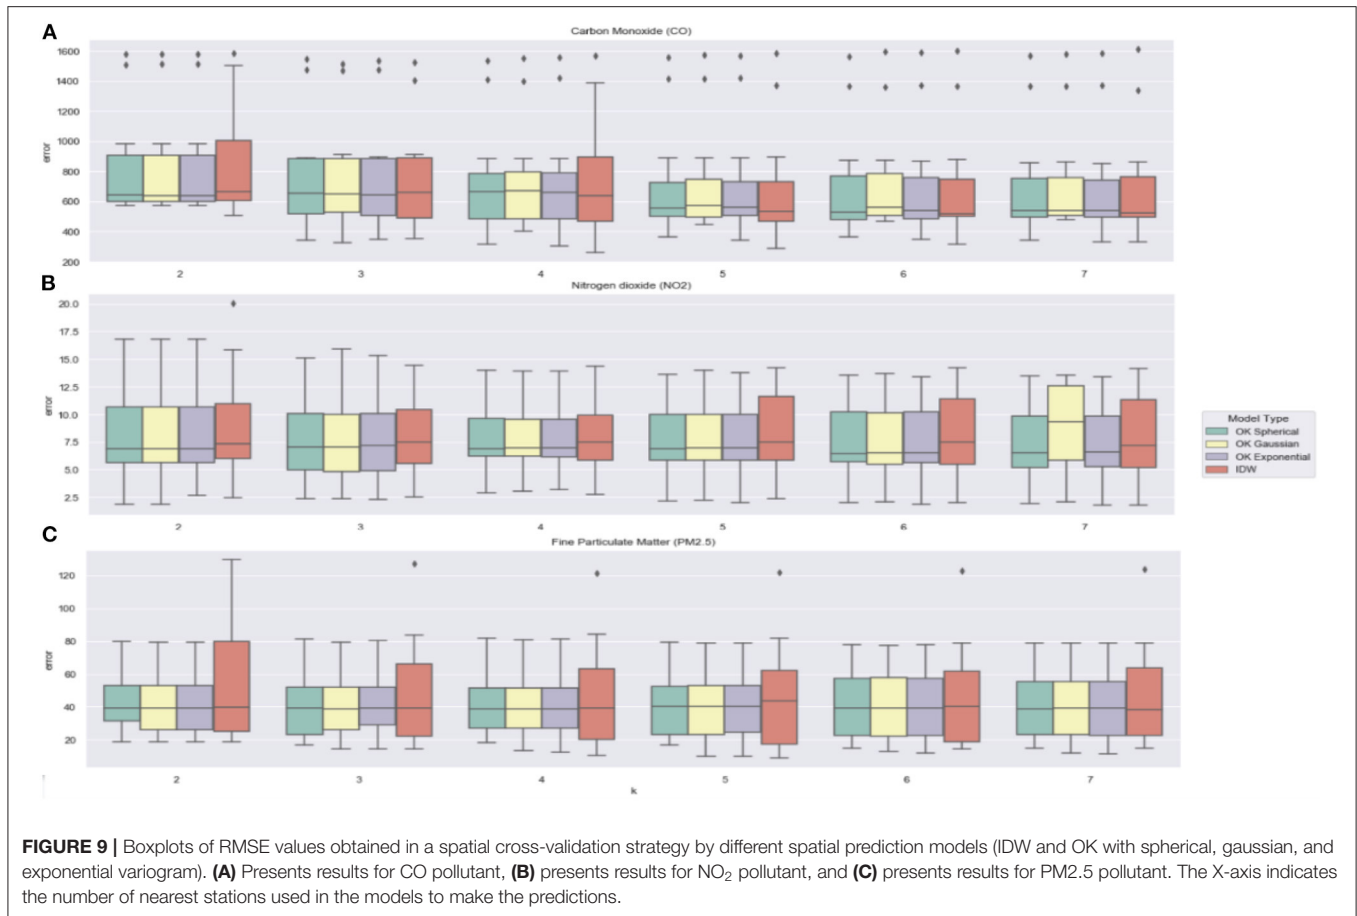 A
Carbon Monoxide (CO)
1600
1400
1200
1000
800
600
400
200
error
2 3 4 5 6 7
B
Nitrogen dioxide (NO2)
20.0
17.5
15.0
12.5
10.0
7.5
5.0
2.5
error
2 3 4 5 6 7
Model Type
OK Spherical
OK Gaussian
OK Exponential
IDW
C
Fine Particulate Matter (PM2.5)
120
100
80
60
40
20
error
2 3 4 5 6 7
k
FIGURE 9 | Boxplots of RMSE values obtained in a spatial cross-validation strategy by different spatial prediction models (IDW and OK with spherical, gaussian, and
exponential variogram). (A) Presents results for CO pollutant, (B) presents results for NO₂ pollutant, and (C) presents results for PM2.5 pollutant. The X-axis indicates
the number of nearest stations used in the models to make the predictions.